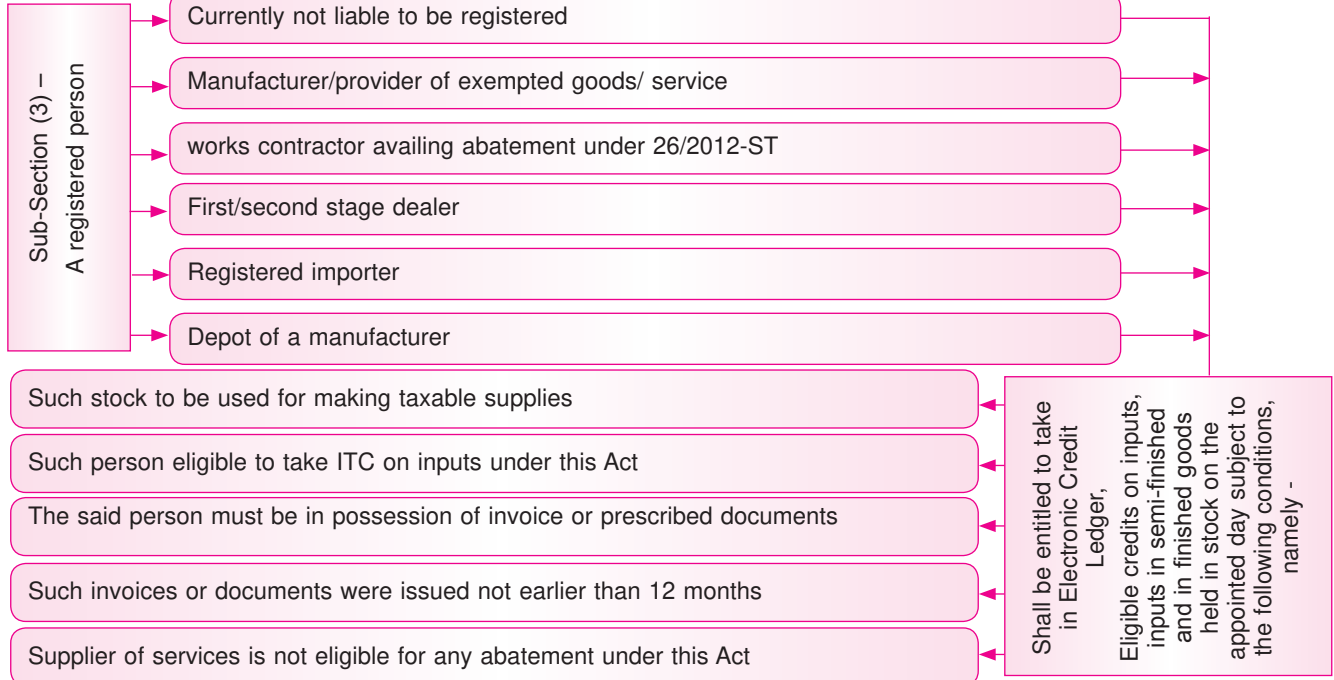 Sub-Section (3) –
A registered person
Currently not liable to be registered
Manufacturer/provider of exempted goods/ service
works contractor availing abatement under 26/2012-ST
First/second stage dealer
Registered importer
Depot of a manufacturer
Shall be entitled to take
in Electronic Credit
Ledger,
Eligible credits on inputs,
inputs in semi-finished
and in finished goods
held in stock on the
appointed day subject to
the following conditions,
namely -
Such stock to be used for making taxable supplies
Such person eligible to take ITC on inputs under this Act
The said person must be in possession of invoice or prescribed documents
Such invoices or documents were issued not earlier than 12 months
Supplier of services is not eligible for any abatement under this Act